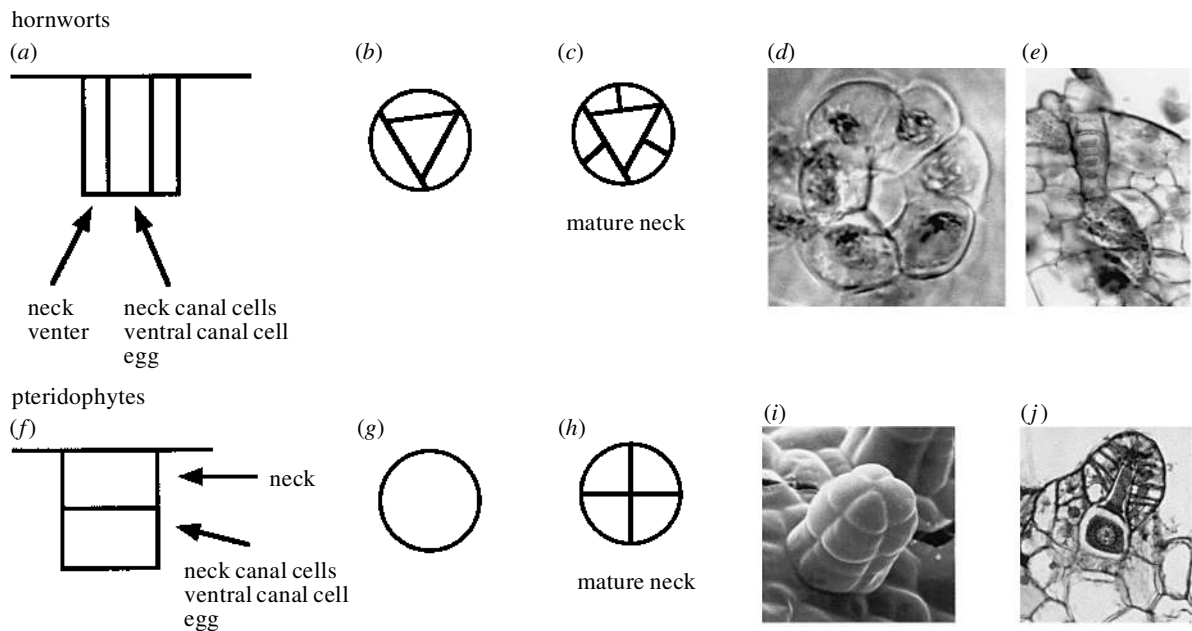 hornworts
(a)
(b)
(c)
(d)
(e)
mature neck
neck
venter
neck canal cells
ventral canal cell
egg
pteridophytes
(f)
(g)
(h)
(i)
(j)
neck
neck canal cells
ventral canal cell
egg
mature neck